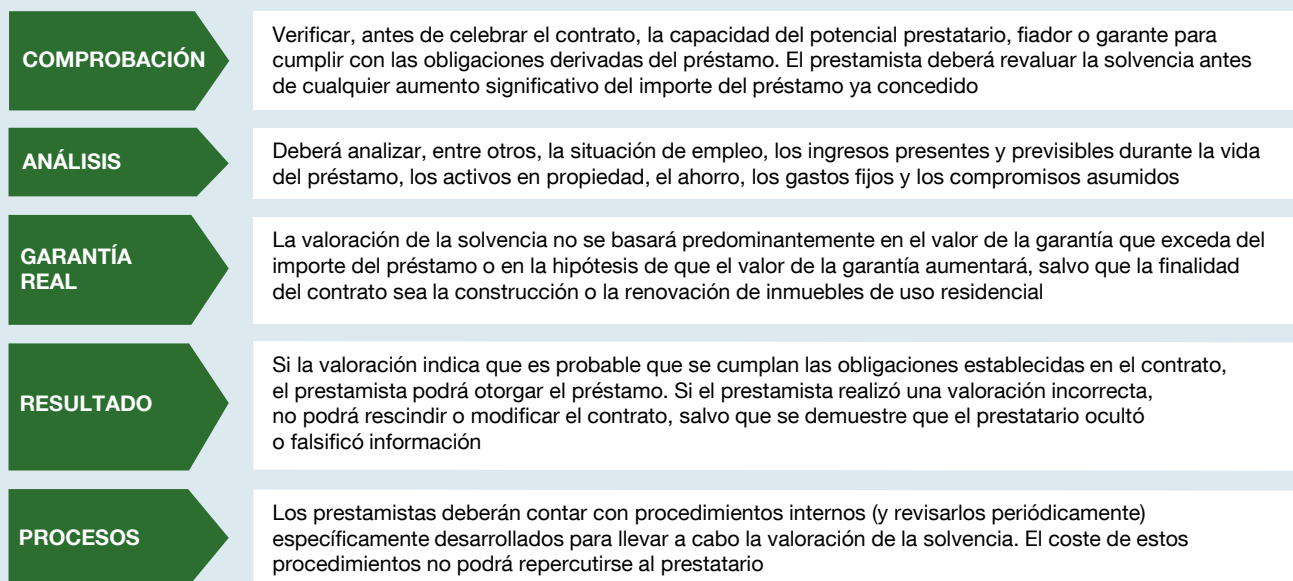 COMPROBACIÓN
Verificar, antes de celebrar el contrato, la capacidad del potencial prestatario, fiador o garante para
cumplir con las obligaciones derivadas del préstamo. El prestamista deberá revaluar la solvencia antes
de cualquier aumento significativo del importe del préstamo ya concedido
ANÁLISIS
Deberá analizar, entre otros, la situación de empleo, los ingresos presentes y previsibles durante la vida
del préstamo, los activos en propiedad, el ahorro, los gastos fijos y los compromisos asumidos
GARANTÍA
REAL
La valoración de la solvencia no se basará predominantemente en el valor de la garantía que exceda del
importe del préstamo o en la hipótesis de que el valor de la garantía aumentará, salvo que la finalidad
del contrato sea la construcción o la renovación de inmuebles de uso residencial
RESULTADO
Si la valoración indica que es probable que se cumplan las obligaciones establecidas en el contrato,
el prestamista podrá otorgar el préstamo. Si el prestamista realizó una valoración incorrecta,
no podrá rescindir o modificar el contrato, salvo que se demuestre que el prestatario ocultó
o falsificó información
PROCESOS
Los prestamistas deberán contar con procedimientos internos (y revisarlos periódicamente)
específicamente desarrollados para llevar a cabo la valoración de la solvencia. El coste de estos
procedimientos no podrá repercutirse al prestatario